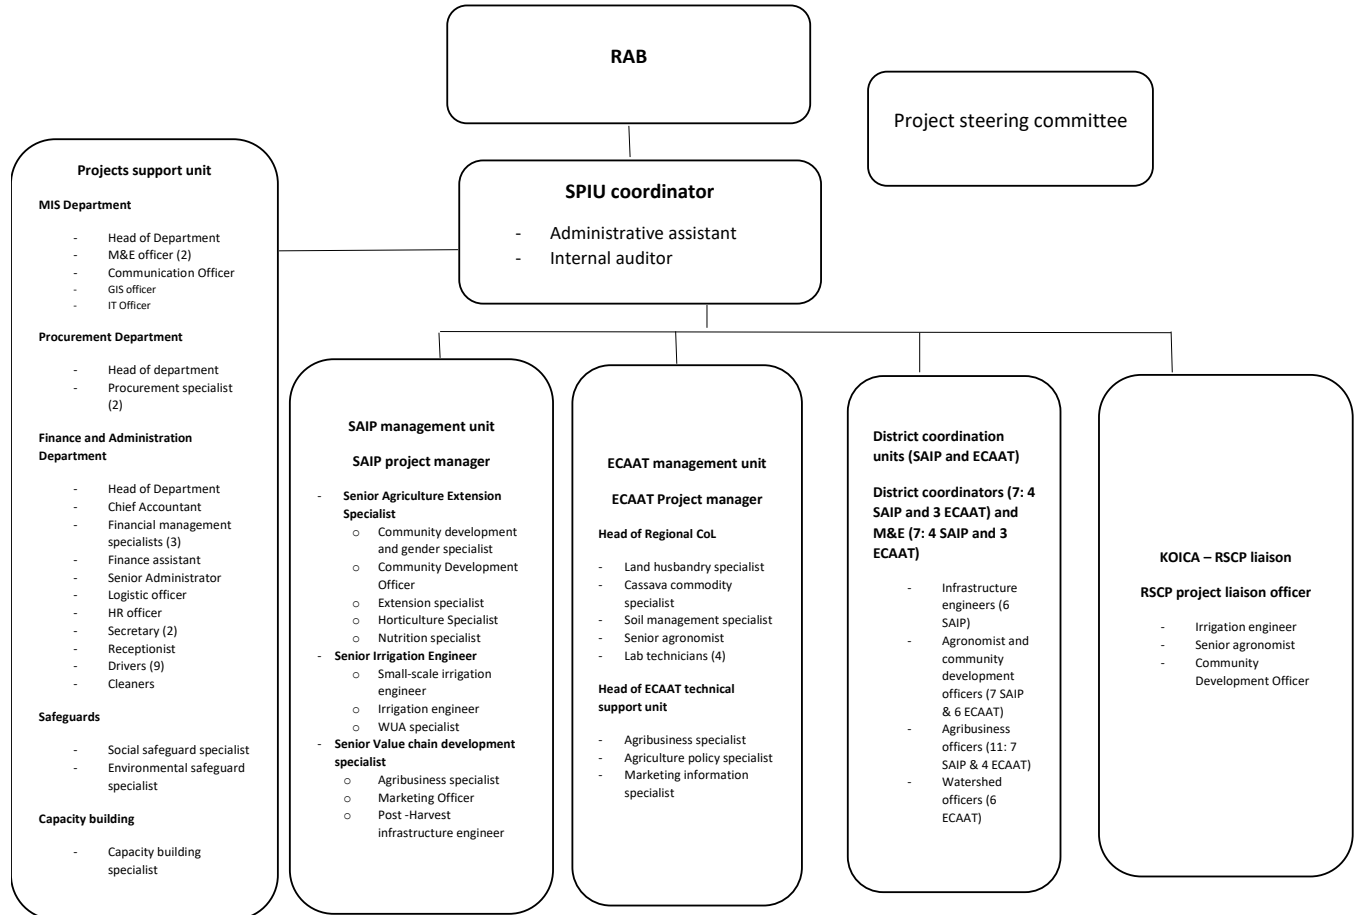 RAB
Project steering committee
SPIU coordinator
- Administrative assistant
- Internal auditor
Projects support unit
MIS Department
- Head of Department
- M&E officer (2)
- Communication Officer
- GIS officer
- IT Officer
Procurement Department
- Head of department
- Procurement specialist
(2)
Finance and Administration
Department
- Head of Department
- Chief Accountant
- Financial management
specialists (3)
- Finance assistant
- Senior Administrator
- Logistic officer
- HR officer
- Secretary (2)
- Receptionist
- Drivers (9)
- Cleaners
Safeguards
- Social safeguard specialist
- Environmental safeguard
specialist
Capacity building
- Capacity building
specialist
SAIP management unit
SAIP project manager
- Senior Agriculture Extension
Specialist
o Community development
and gender specialist
o Community Development
Officer
o Extension specialist
o Horticulture Specialist
o Nutrition specialist
- Senior Irrigation Engineer
o Small-scale irrigation
engineer
o Irrigation engineer
o WUA specialist
- Senior Value chain development
specialist
o Agribusiness specialist
o Marketing Officer
o Post -Harvest
infrastructure engineer
ECAAT management unit
ECAAT Project manager
Head of Regional CoL
- Land husbandry specialist
- Cassava commodity
specialist
- Soil management specialist
- Senior agronomist
- Lab technicians (4)
Head of ECAAT technical
support unit
- Agribusiness specialist
- Agriculture policy specialist
- Marketing information
specialist
District coordination
units (SAIP and ECAAT)
District coordinators (7: 4
SAIP and 3 ECAAT) and
M&E (7: 4 SAIP and 3
ECAAT)
- Infrastructure
engineers (6
SAIP)
- Agronomist and
community
development
officers (7 SAIP
& 6 ECAAT)
- Agribusiness
officers (11: 7
SAIP & 4 ECAAT)
- Watershed
officers (6
ECAAT)
KOICA – RSCP liaison
RSCP project liaison officer
- Irrigation engineer
- Senior agronomist
- Community
Development Officer